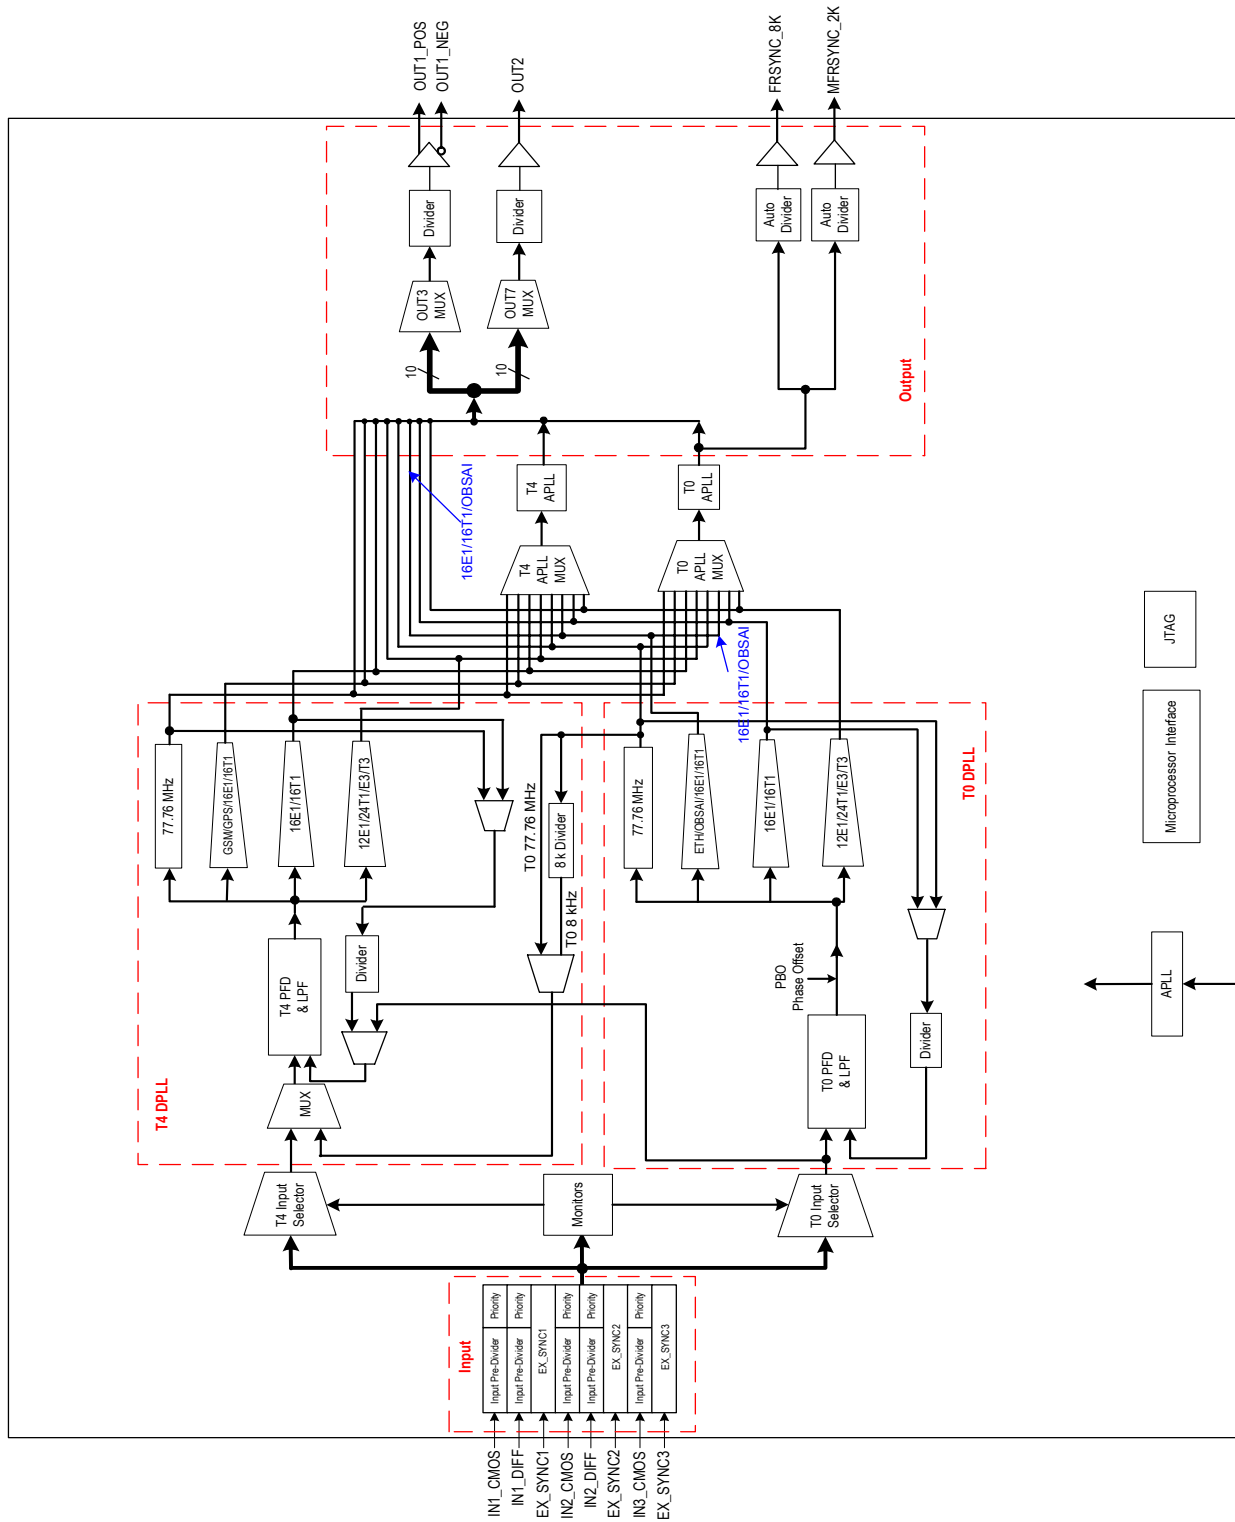 Input
IN1_CMOS
IN1_DIFF
EX_SYNC1
IN2_CMOS
IN2_DIFF
EX_SYNC2
IN3_CMOS
EX_SYNC3
Input Pre-Divider
Priority
Input Pre-Divider
Priority
EX_SYNC1
Input Pre-Divider
Priority
Input Pre-Divider
Priority
EX_SYNC2
Input Pre-Divider
Priority
EX_SYNC3
T4 Input
Selector
Monitors
T0 Input
Selector
T4 DPLL
MUX
T4 PFD
& LPF
Divider
77.76 MHz
GSM/GPS/16E1/16T1
16E1/16T1
12E1/24T1/E3/T3
T0 77.76 MHz
8 k Divider
T0 8 kHz
T0 DPLL
T0 PFD
& LPF
PBO
Phase Offset
Divider
77.76 MHz
ETH/OBSAI/16E1/16T1
16E1/16T1
12E1/24T1/E3/T3
16E1/16T1/OBSAI
16E1/16T1/OBSAI
T4
APLL
MUX
T0
APLL
MUX
T4
APLL
T0
APLL
Output
10
10
OUT3
MUX
OUT7
MUX
Divider
Divider
Auto
Divider
Auto
Divider
OUT1_POS
OUT1_NEG
OUT2
FRSYNC_8K
MFRSYNC_2K
APLL
Microprocessor Interface
JTAG